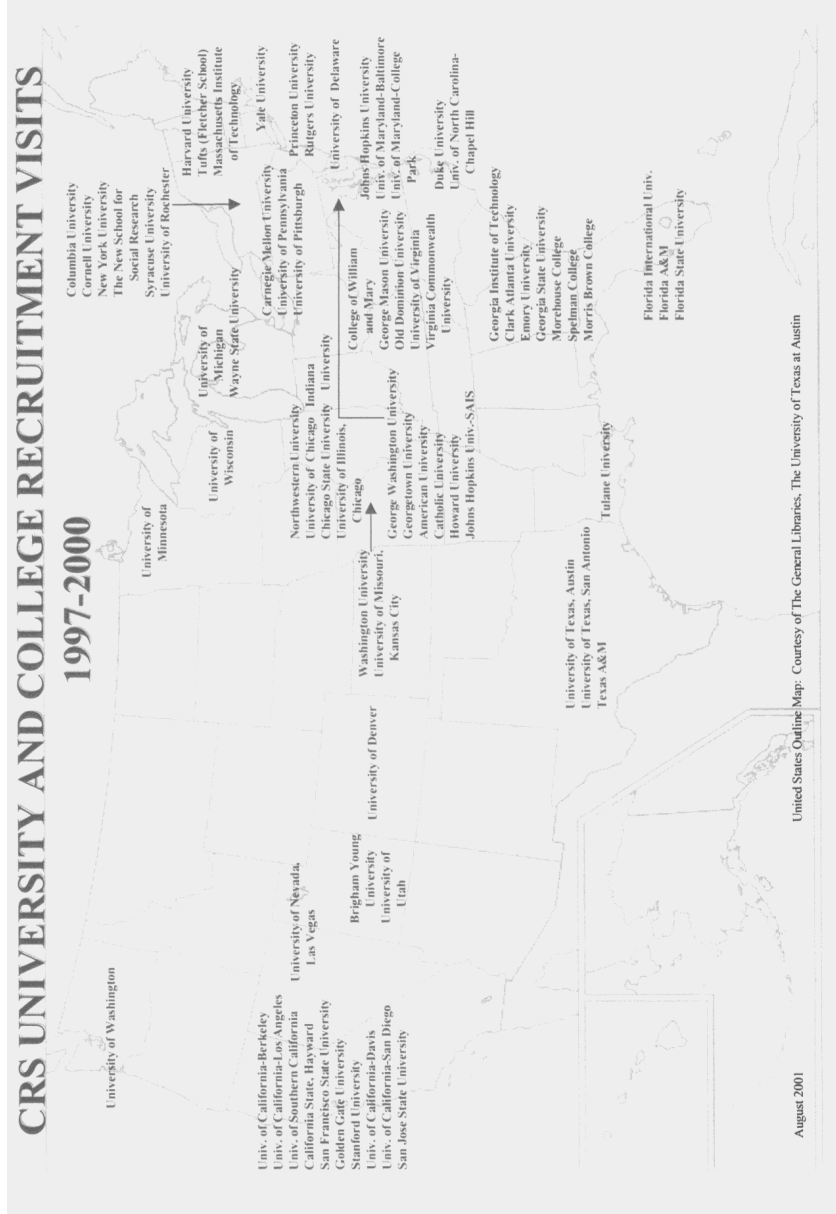 CRS UNIVERSITY AND COLLEGE RECRUITMENT VISITS
1997-2000
University of Washington
Univ. of California-Berkeley
Univ. of California-Los Angeles
Univ. of Southern California
California State, Hayward
San Francisco State University
Golden Gate University
Stanford University
Univ. of California-Davis
Univ. of California-San Diego
San Jose State University
University of Nevada,
Las Vegas
Brigham Young
University
University of
Utah
University of Denver
University of
Minnesota
University of
Wisconsin
University of
Michigan
Wayne State University
Northwestern University
University of Chicago
Chicago State University
University of Illinois,
Chicago
Indiana
University
Washington University
University of Missouri,
Kansas City
George Washington University
Georgetown University
American University
Catholic University
Howard University
Johns Hopkins Univ.-SAIS
University of Texas, Austin
University of Texas, San Antonio
Texas A&M
Tulane University
Columbia University
Cornell University
New York University
The New School for
Social Research
Syracuse University
University of Rochester
Harvard University
Tufts (Fletcher School)
Massachusetts Institute
of Technology
Yale University
Carnegie Mellon University
University of Pennsylvania
University of Pittsburgh
Princeton University
Rutgers University
University of Delaware
College of William
and Mary
George Mason University
Old Dominion University
University of Virginia
Virginia Commonwealth
University
Johns Hopkins University
Univ. of Maryland-Baltimore
Univ. of Maryland-College
Park
Duke University
Univ. of North Carolina-
Chapel Hill
Georgia Institute of Technology
Clark Atlanta University
Emory University
Georgia State University
Morehouse College
Spelman College
Morris Brown College
Florida International Univ.
Florida A&M
Florida State University
August 2001
United States Outline Map: Courtesy of The General Libraries, The University of Texas at Austin